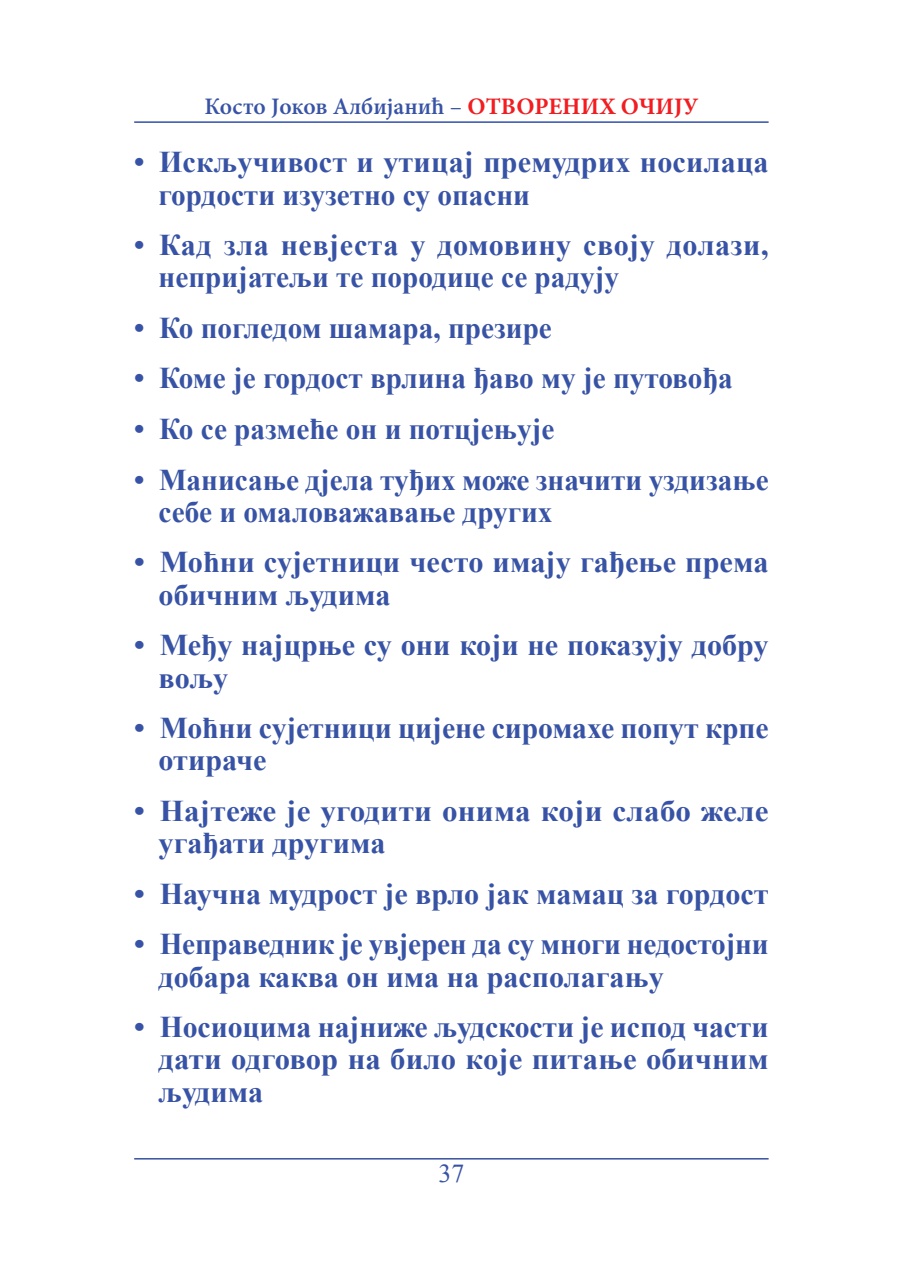 Косто Јоков Албијанић – ОТВОРЕНИХ ОЧИЈУ
• Искључивост и утицај премудрих носилаца
гордости изузетно су опасни
• Кад зла невјеста у домовину своју долази,
непријатељи те породице се радују
• Ко погледом шамара, презире
• Коме је гордост врлина ђаво му је путовођа
• Ко се размеће он и потцјењује
• Манисање дјела туђих може значити уздизање
себе и омаловажавање других
• Моћни сујетници често имају гађење према
обичним људима
• Међу најцрње су они који не показују добру
вољу
• Моћни сујетници цијене сиромахе попут крпе
отираче
• Најтеже је угодити онима који слабо желе
угађати другима
• Научна мудрост је врло јак мамац за гордост
• Неправедник је увјерен да су многи недостојни
добара каква он има на располагању
• Носиоцима најниже људскости је испод части
дати одговор на било које питање обичним
људима
37